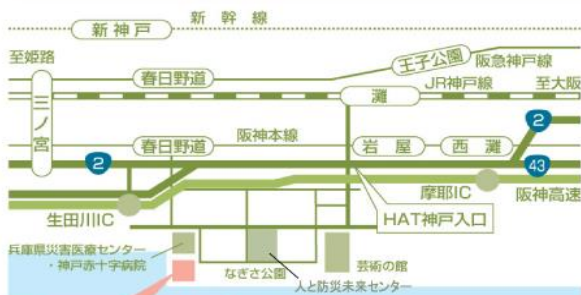 新幹線
新神戸
至姫路
王子公園
阪急神戸線
春日野道
JR神戸線
至大阪
三ノ宮
灘
2
阪神本線
春日野道
岩屋
西灘
2
43
摩耶IC
阪神高速
生田川IC
HAT神戸入口
兵庫県災害医療センター
・神戸赤十字病院
なぎさ公園
人と防災未来センター
芸術の館